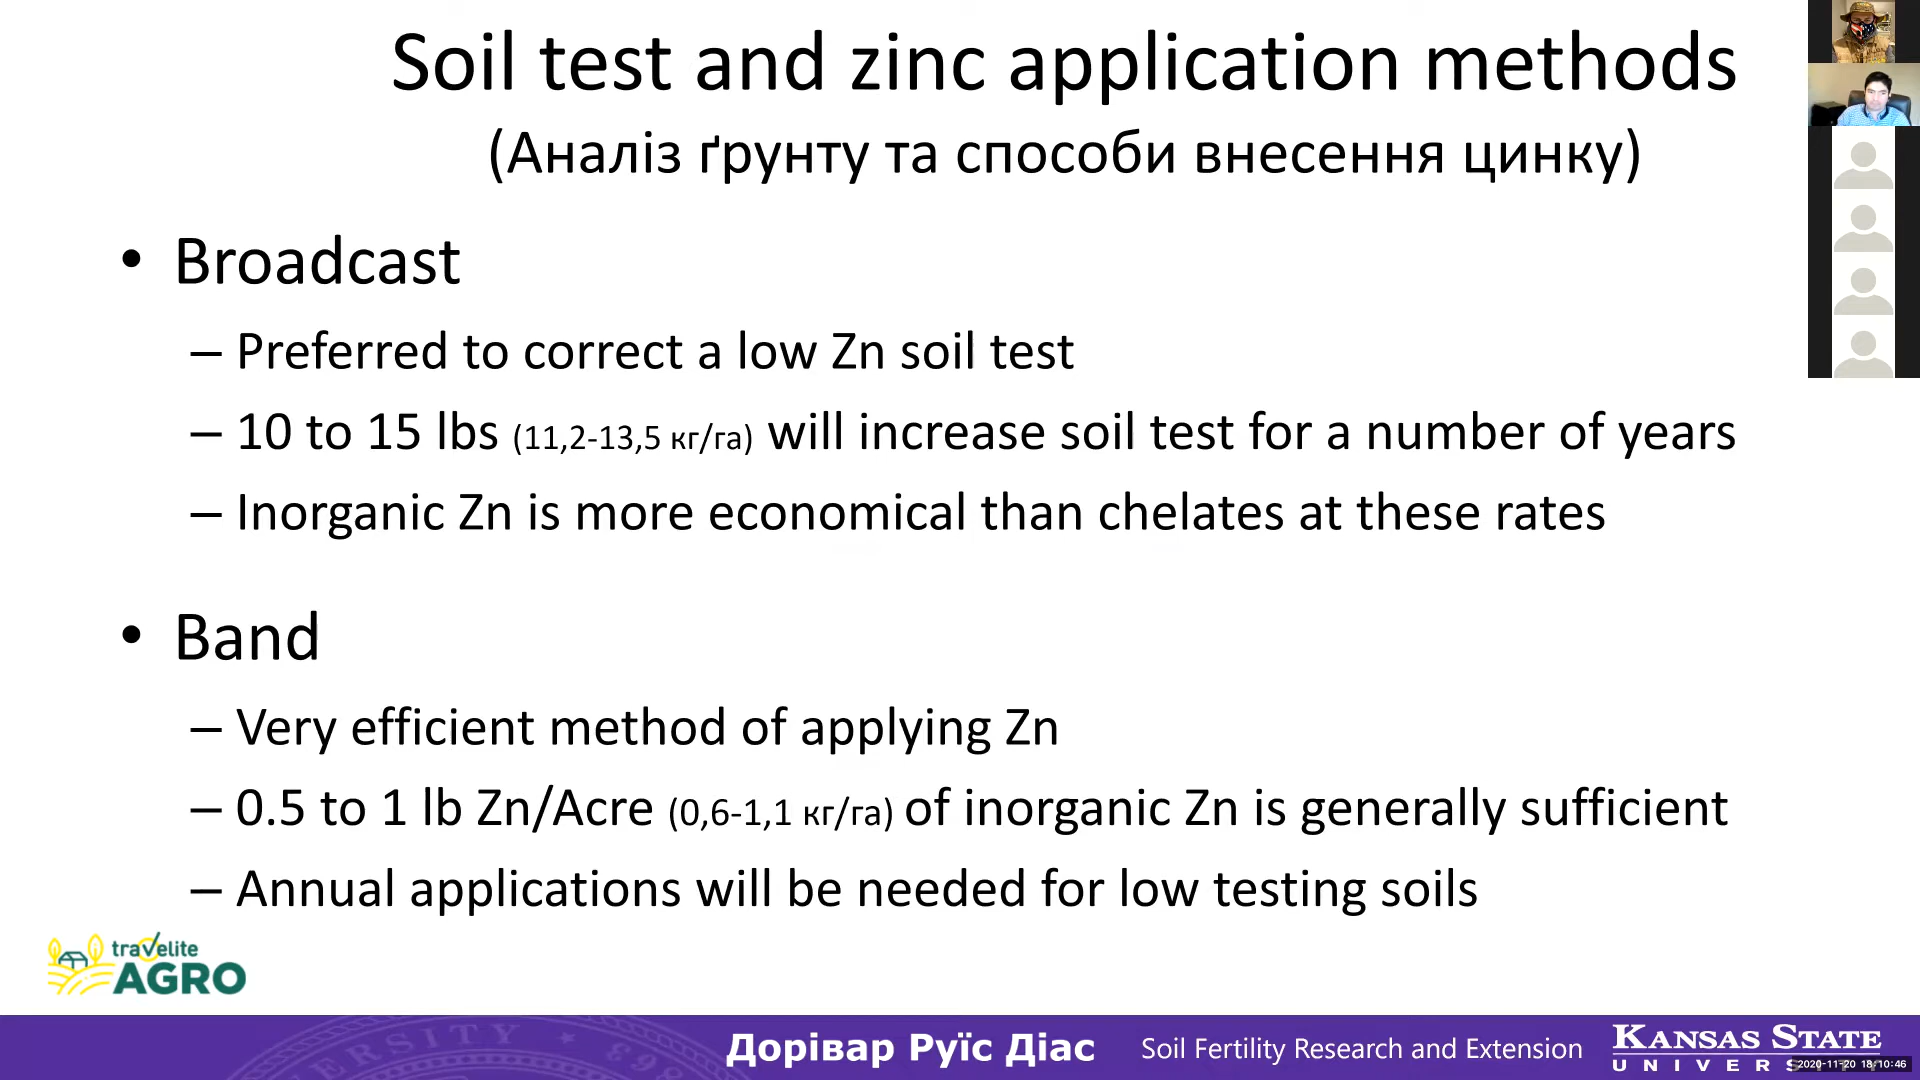 Soil test and zinc application methods
(Аналіз ґрунту та способи внесення цинку)
• Broadcast
– Preferred to correct a low Zn soil test
– 10 to 15 lbs (11,2-13,5 кг/га) will increase soil test for a number of years
– Inorganic Zn is more economical than chelates at these rates
• Band
– Very efficient method of applying Zn
– 0.5 to 1 lb Zn/Acre (0,6-1,1 кг/га) of inorganic Zn is generally sufficient
– Annual applications will be needed for low testing soils
travelite
AGRO
Дорівар Руїс Діас
Soil Fertility Research and Extension
KANSAS STATE
2020-11-20 18:10:46